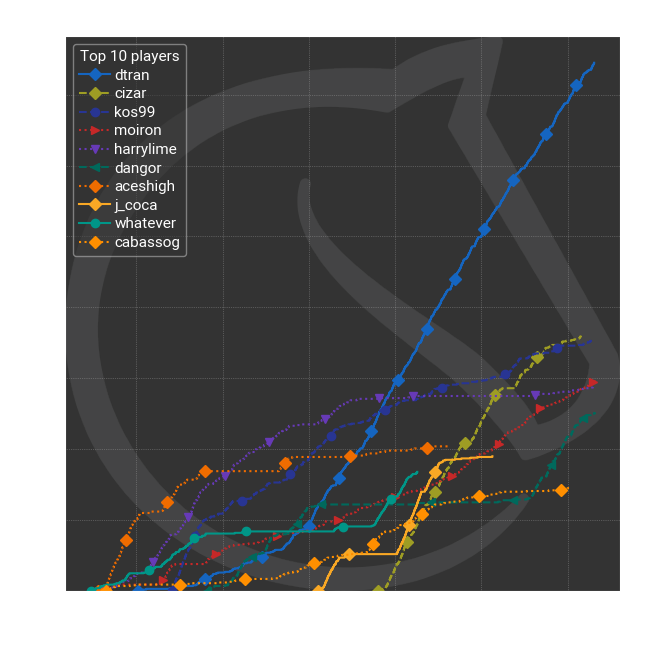 Top 10 players
dtran
cizar
kos99
moiron
harrylime
dangor
aceshigh
j_coca
whatever
cabassog